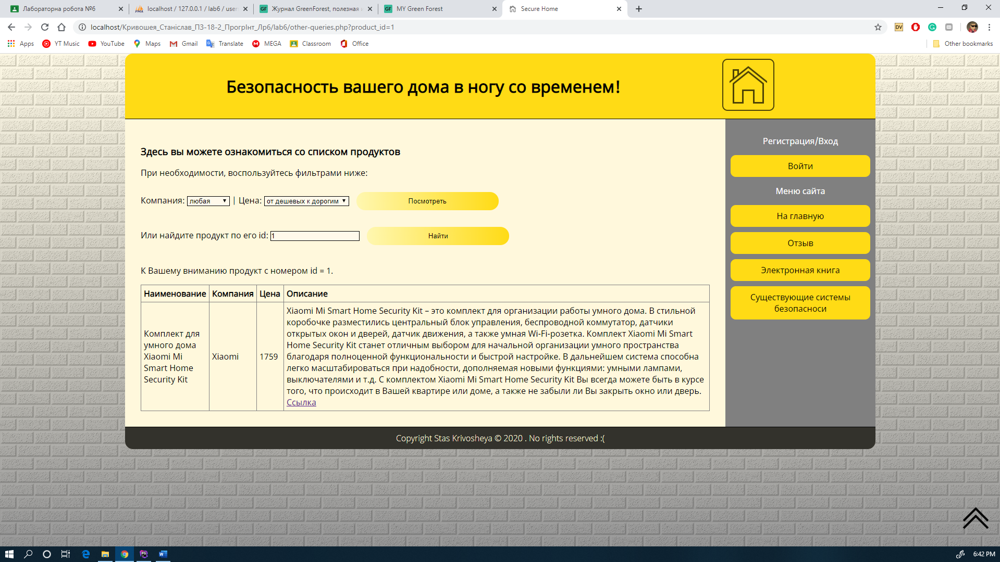 Лабораторна робота №6
localhost / 127.0.0.1 / lab6 / user
Журнал GreenForest, полезная и
MY Green Forest
Secure Home
localhost/Кривошея_Станіслав_ПЗ-18-2_ПрогрІнт_Лр6/lab6/other-queries.php?product_id=1
Apps YT Music YouTube Maps Gmail Translate MEGA Classroom Office Other bookmarks
Безопасность вашего дома в ногу со временем!
Здесь вы можете ознакомиться со списком продуктов
При необходимости, воспользуйтесь фильтрами ниже:
Компания: любая | Цена: от дешевых к дорогим Посмотреть
Или найдите продукт по его id: 1 Найти
К Вашему вниманию продукт с номером id = 1.
Наименование Компания Цена Описание
Комплект для
умного дома
Xiaomi Mi
Smart Home
Security Kit
Xiaomi
1759
Xiaomi Mi Smart Home Security Kit – это комплект для организации работы умного дома. В стильной
коробочке разместились центральный блок управления, беспроводной коммутатор, датчики
открытых окон и дверей, датчик движения, а также умная Wi-Fi-розетка. Комплект Xiaomi Mi Smart
Home Security Kit станет отличным выбором для начальной организации умного пространства
благодаря полноценной функциональности и быстрой настройке. В дальнейшем система способна
легко масштабироваться при надобности, дополняемая новыми функциями: умными лампами,
выключателями и т.д. С комплектом Xiaomi Mi Smart Home Security Kit Вы всегда можете быть в курсе
того, что происходит в Вашей квартире или доме, а также не забыли ли Вы закрыть окно или дверь.
Ссылка
Регистрация/Вход
Войти
Меню сайта
На главную
Отзыв
Электронная книга
Существующие системы
безопасноси
Copyright Stas Krivosheya © 2020 . No rights reserved :(
6:42 PM